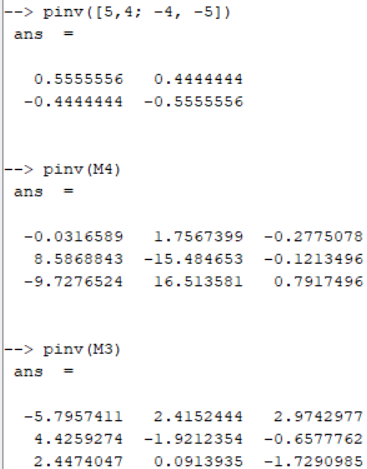 --> pinv([5,4; -4, -5])
ans  =
0.5555556   0.4444444
-0.4444444  -0.5555556
--> pinv(M4)
ans  =
-0.0316589   1.7567399  -0.2775078
8.5868843  -15.484653  -0.1213496
-9.7276524   16.513581   0.7917496
--> pinv(M3)
ans  =
-5.7957411   2.4152444   2.9742977
4.4259274  -1.9212354  -0.6577762
2.4474047   0.0913935  -1.7290985